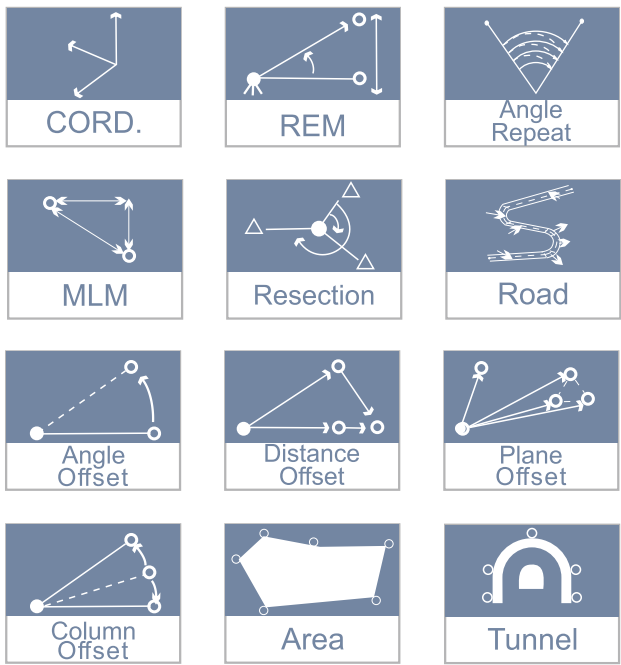 CORD.
REM
Angle
Repeat
MLM
Resection
Road
Angle
Offset
Distance
Offset
Plane
Offset
Column
Offset
Area
Tunnel